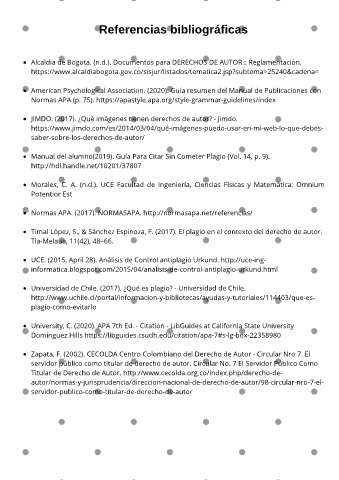 Referencias bibliográficas
• Alcaldía de Bogota. (n.d.). Documentos para DERECHOS DE AUTOR :: Reglamentación.
https://www.alcaldiabogota.gov.co/sisjur/listados/tematica2.jsp?subtema=25240&cadena=
• American Psychological Association. (2020). Guía resumen del Manual de Publicaciones con
Normas APA (p. 75). https://apastyle.apa.org/style-grammar-guidelines/index
• JIMDO. (2017). ¿Qué imágenes tienen derechos de autor? - Jimdo.
https://www.jimdo.com/es/2014/03/04/qué-imágenes-puedo-usar-en-mi-web-lo-que-debes-
saber-sobre-los-derechos-de-autor/
• Manual del alumno(2019). Guía Para Citar Sin Cometer Plagio (Vol. 14, p. 9).
http://hdl.handle.net/10201/37807
• Morales, C. A. (n.d.). UCE Facultad de Ingeniería, Ciencias Físicas y Matemática: Omnium
Potentior Est
• Normas APA. (2017). NORMASAPA. http://normasapa.net/referencias/
• Timal López, S., & Sánchez Espinoza, F. (2017). El plagio en el contexto del derecho de autor.
Tla-Melaua, 11(42), 48–66.
• UCE. (2015, April 28). Análisis de Control antiplagio Urkund. http://uce-ing-
informatica.blogspot.com/2015/04/analisis-de-control-antiplagio-urkund.html
• Universidad de Chile. (2017). ¿Qué es plagio? - Universidad de Chile.
http://www.uchile.cl/portal/informacion-y-bibliotecas/ayudas-y-tutoriales/114403/que-es-
plagio-como-evitarlo
• University, C. (2020). APA 7th Ed. - Citation - LibGuides at California State University
Dominguez Hills https://libguides.csudh.edu/citation/apa-7#s-lg-box-22358980
• Zapata, F. (2002). CECOLDA Centro Colombiano del Derecho de Autor - Circular Nro 7. El
servidor público como titular de derecho de autor. Circular No. 7 El Servidor Público Como
Titular de Derecho de Autor. http://www.cecolda.org.co/index.php/derecho-de-
autor/normas-y-jurisprudencia/direccion-nacional-de-derecho-de-autor/98-circular-nro-7-el-
servidor-publico-como-titular-de-derecho-de-autor